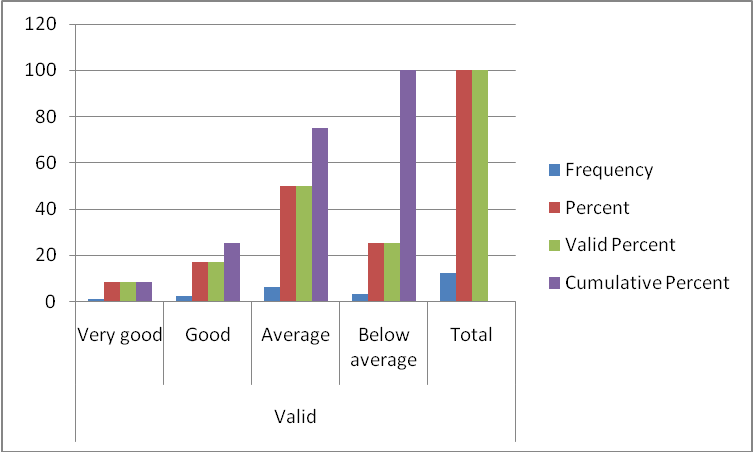 120
100
80
60
40
20
0
Very good
Good
Average
Below
average
Total
Valid
Frequency
Percent
Valid Percent
Cumulative Percent